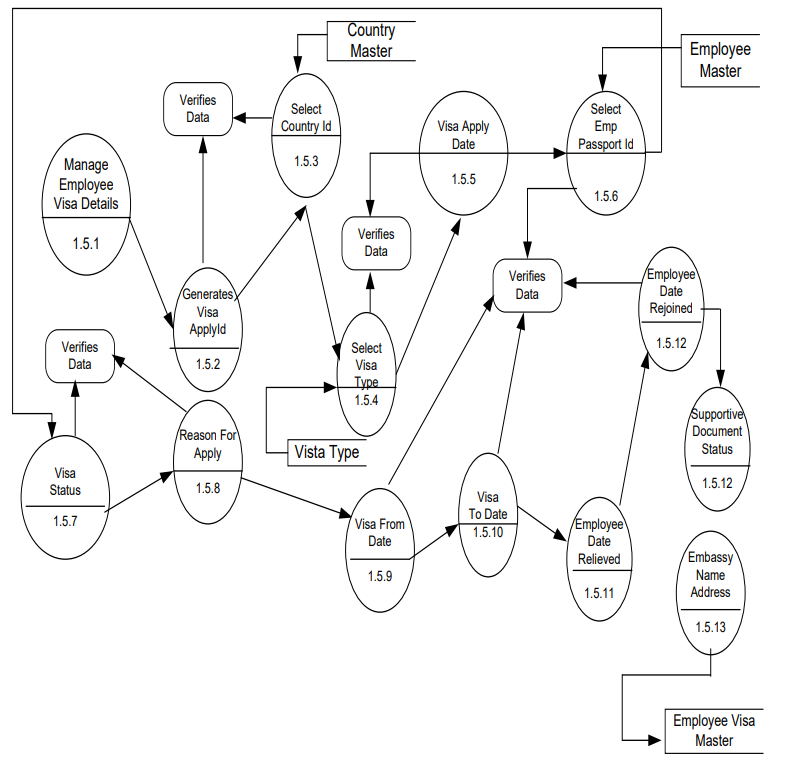 Country
Master
Employee
Master
Verifies
Data
Select
Country Id
1.5.3
Visa Apply
Date
1.5.5
Select
Emp
Passport Id
1.5.6
Manage
Employee
Visa Details
1.5.1
Verifies
Data
Verifies
Data
Generates
Visa
ApplyId
1.5.2
Employee
Date
Rejoined
1.5.12
Verifies
Data
Select
Visa
Type
1.5.4
Supportive
Document
Status
1.5.12
Vista Type
Reason For
Apply
1.5.8
Visa
Status
1.5.7
Visa From
Date
1.5.9
Visa
To Date
1.5.10
Employee
Date
Relieved
1.5.11
Embassy
Name
Address
1.5.13
Employee Visa
Master